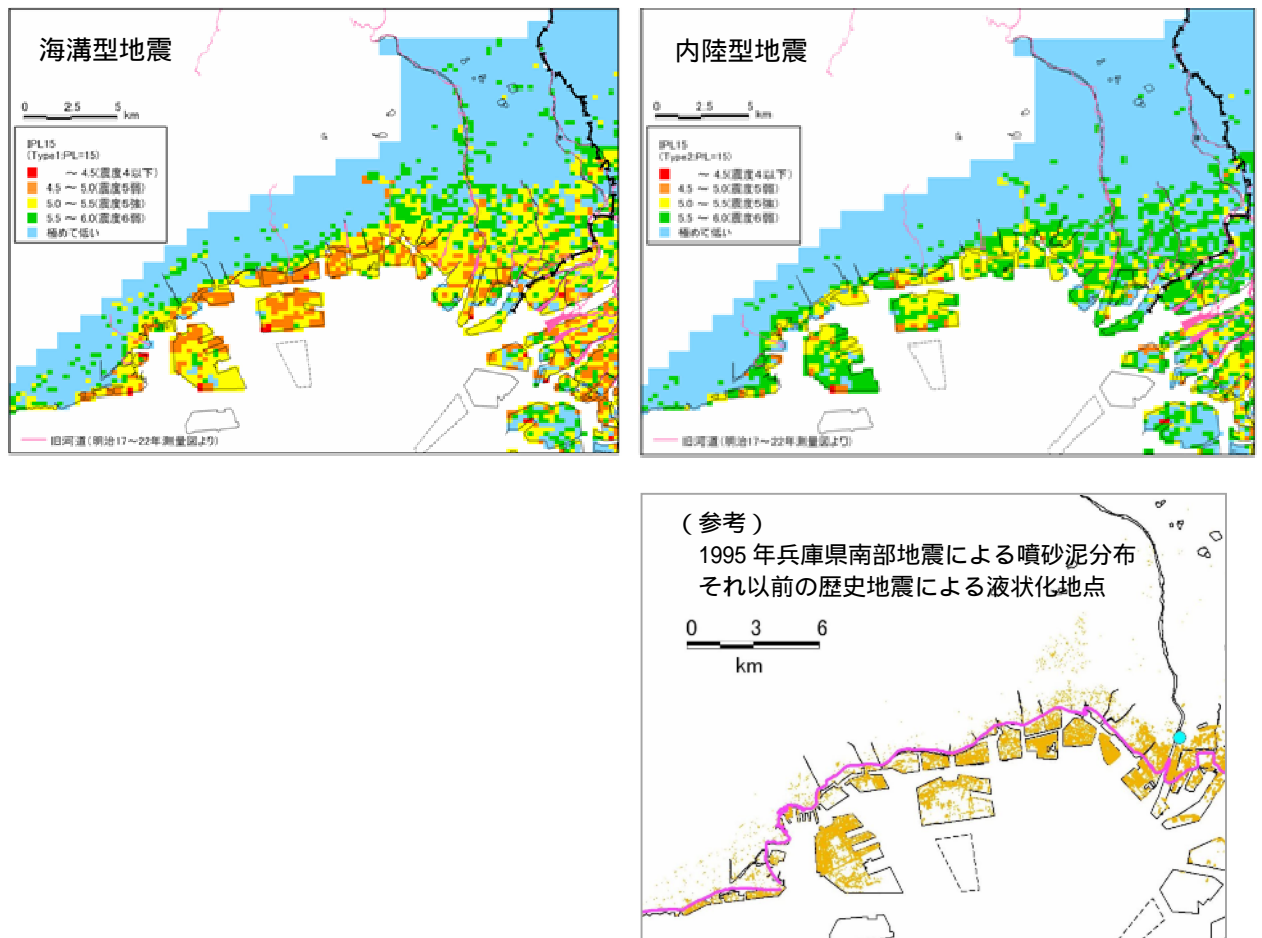 海溝型地震
0 2.5 5 km
IPL15
(Type1:PL=15)
～ 4.5(震度4以下)
4.5 ～ 5.0(震度5弱)
5.0 ～ 5.5(震度5強)
5.5 ～ 6.0(震度6弱)
極めて低い
旧河道(明治17～22年測量図より)
内陸型地震
0 2.5 5 km
IPL15
(Type2:PL=15)
～ 4.5(震度4以下)
4.5 ～ 5.0(震度5弱)
5.0 ～ 5.5(震度5強)
5.5 ～ 6.0(震度6弱)
極めて低い
旧河道(明治17～22年測量図より)
(参考)
1995年兵庫県南部地震による噴砂泥分布
それ以前の歴史地震による液状化地点
0 3 6
km